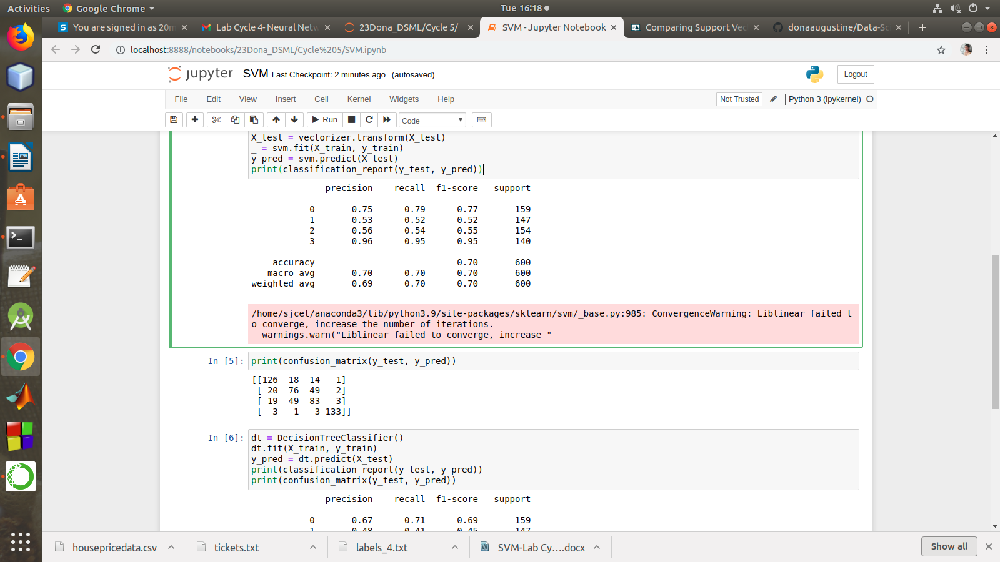 Activities Google Chrome Tue 16:18
You are signed in as 20m Lab Cycle 4- Neural Netw 23Dona_DSML/Cycle 5/ SVM - Jupyter Notebook Comparing Support Vec donaaugustine/Data-Sc
localhost:8888/notebooks/23Dona_DSML/Cycle%205/SVM.ipynb
jupyter SVM Last Checkpoint: 2 minutes ago (autosaved) Logout
File Edit View Insert Cell Kernel Widgets Help Not Trusted Python 3 (ipykernel)
Run Code
X_test = vectorizer.transform(X_test)
_ = svm.fit(X_train, y_train)
y_pred = svm.predict(X_test)
print(classification_report(y_test, y_pred))
precision recall f1-score support
0 0.75 0.79 0.77 159
1 0.53 0.52 0.52 147
2 0.56 0.54 0.55 154
3 0.96 0.95 0.95 140
accuracy 0.70 600
macro avg 0.70 0.70 0.70 600
weighted avg 0.69 0.70 0.70 600
/home/sjcet/anaconda3/lib/python3.9/site-packages/sklearn/svm/_base.py:985: ConvergenceWarning: Liblinear failed t
o converge, increase the number of iterations.
warnings.warn("Liblinear failed to converge, increase "
In [5]: print(confusion_matrix(y_test, y_pred))
[[126 18 14 1]
[ 20 76 49 2]
[ 19 49 83 3]
[ 3 1 3 133]]
In [6]: dt = DecisionTreeClassifier()
dt.fit(X_train, y_train)
y_pred = dt.predict(X_test)
print(classification_report(y_test, y_pred))
print(confusion_matrix(y_test, y_pred))
precision recall f1-score support
0 0.67 0.71 0.69 159
1 0.48 0.41 0.45 147
housepricedata.csv tickets.txt labels_4.txt SVM-Lab Cy....docx Show all